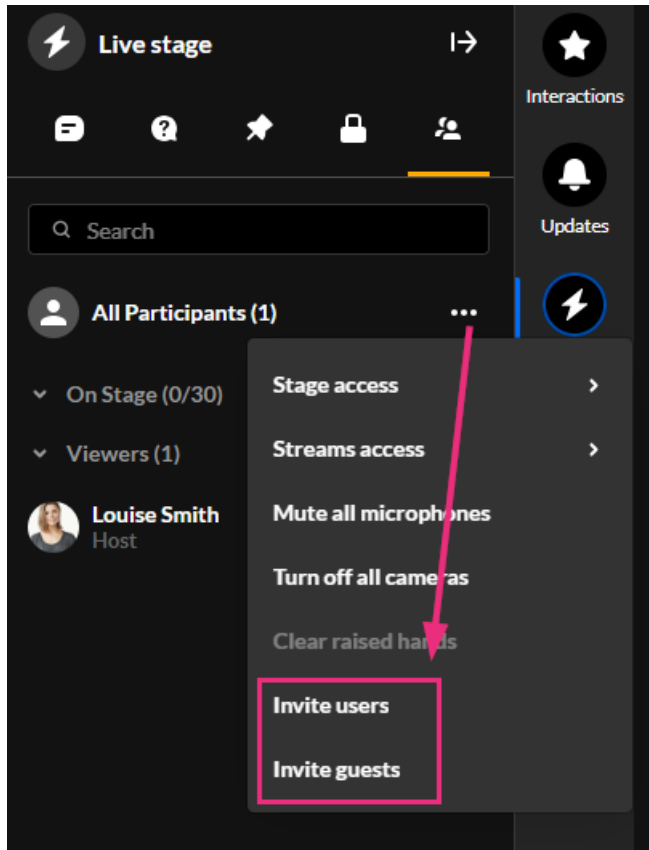 Live stage
Interactions
Search
Updates
All Participants (1)
On Stage (0/30)
Viewers (1)
Louise Smith
Host
Stage access
Streams access
Mute all microphones
Turn off all cameras
Clear raised hands
Invite users
Invite guests